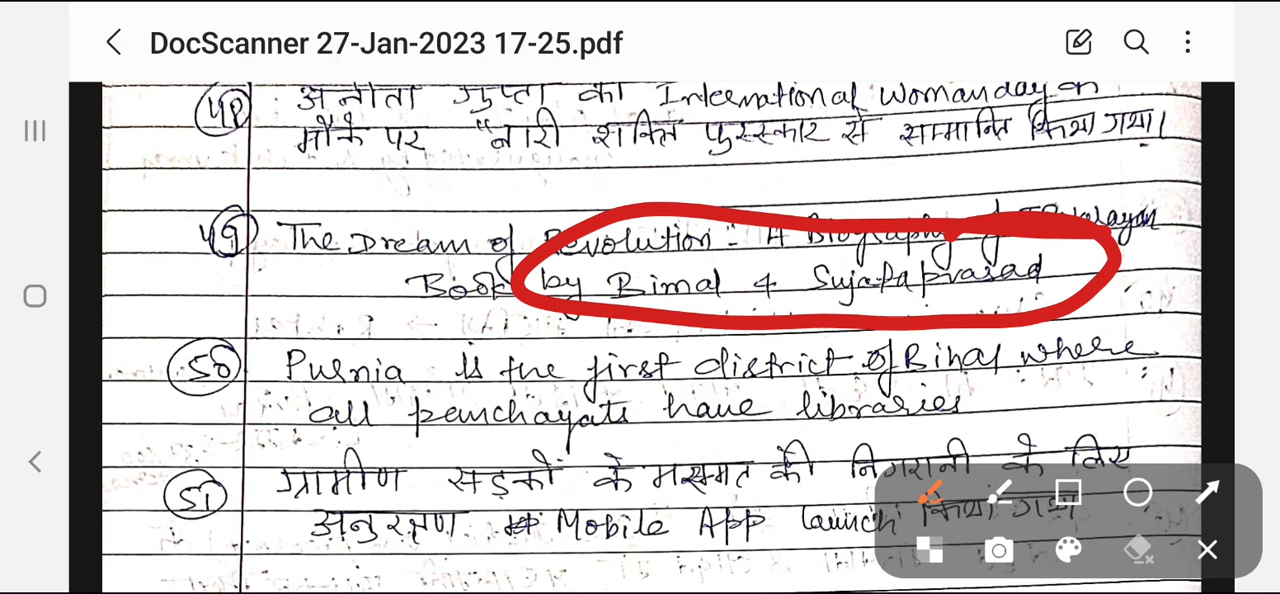 DocScanner 27-Jan-2023 17-25.pdf
48 अनीता गुप्ता को International Woman day के
मौके पर "नारी शक्ति पुरस्कार से सम्मानित किया गया।
49 The Dream of Revolution :- A Biography of
Book by Bimal & Sujata prasad
50 Purnia is the first district of Bihar where
all panchayats have libraries
51 ग्रामीण सड़कों के मरम्मत की निगरानी के लिए
अनुरक्षण Mobile App launch किया गया